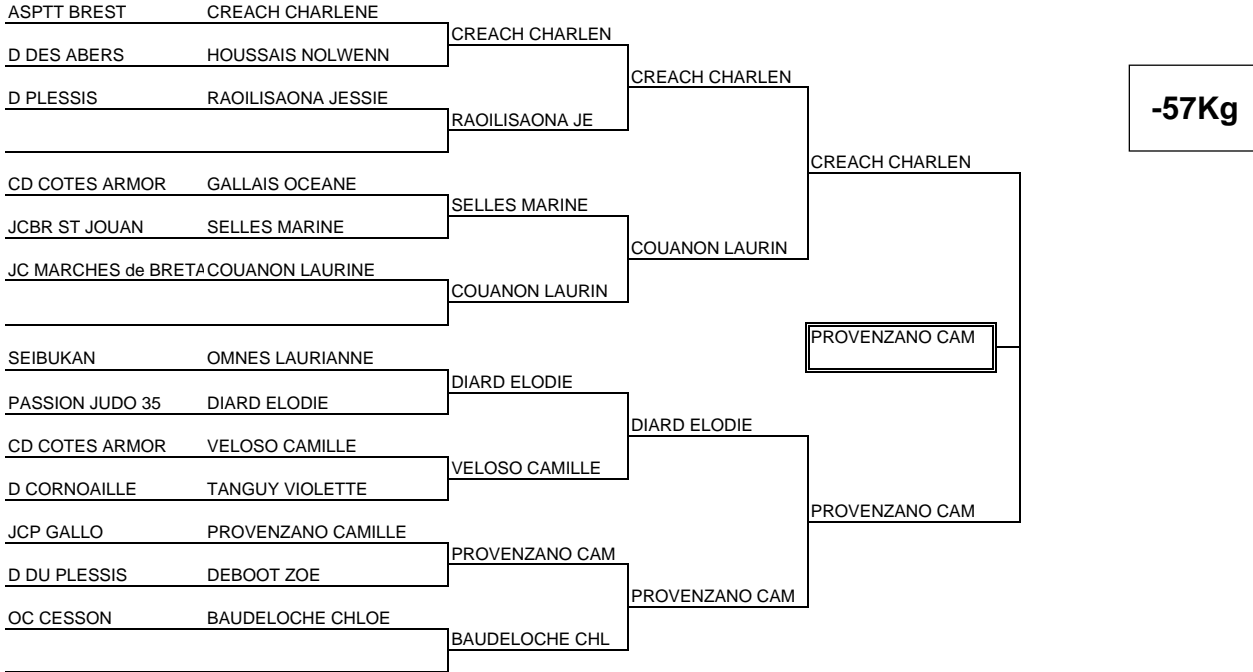 ASPTT BREST CREACH CHARLENE
CREACH CHARLEN
D DES ABERS HOUSSAIS NOLWENN
CREACH CHARLEN
D PLESSIS RAOILISAONA JESSIE
-57Kg
RAOILISAONA JE
CREACH CHARLEN
CD COTES ARMOR GALLAIS OCEANE
SELLES MARINE
JCBR ST JOUAN SELLES MARINE
COUANON LAURIN
JC MARCHES de BRETA COUANON LAURINE
COUANON LAURIN
PROVENZANO CAM
SEIBUKAN OMNES LAURIANNE
DIARD ELODIE
PASSION JUDO 35 DIARD ELODIE
DIARD ELODIE
CD COTES ARMOR VELOSO CAMILLE
VELOSO CAMILLE
D CORNOAILLE TANGUY VIOLETTE
PROVENZANO CAM
JCP GALLO PROVENZANO CAMILLE
PROVENZANO CAM
D DU PLESSIS DEBOOT ZOE
PROVENZANO CAM
OC CESSON BAUDELOCHE CHLOE
BAUDELOCHE CHL